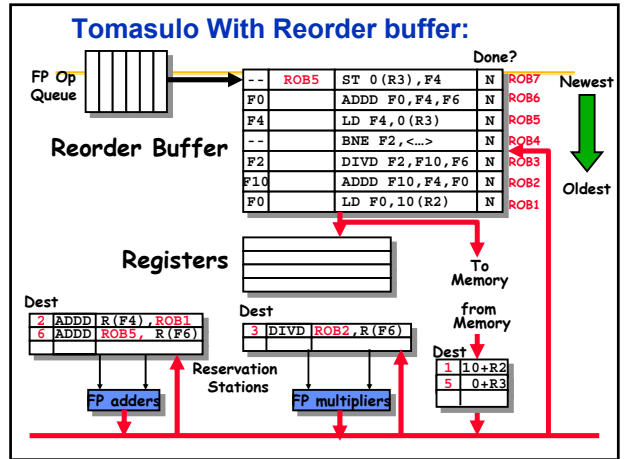 Tomasulo With Reorder buffer:
Done?
FP Op
Queue
-- ROB5 ST 0(R3),F4 N ROB7
F0 ADDD F0,F4,F6 N ROB6
F4 LD F4,0(R3) N ROB5
-- BNE F2,<…> N ROB4
F2 DIVD F2,F10,F6 N ROB3
F10 ADDD F10,F4,F0 N ROB2
F0 LD F0,10(R2) N ROB1
Newest
Oldest
Reorder Buffer
Registers
To
Memory
from
Memory
Dest
2 ADDD R(F4),ROB1
6 ADDD ROB5, R(F6)
Dest
3 DIVD ROB2,R(F6)
Dest
1 10+R2
5 0+R3
Reservation
Stations
FP adders
FP multipliers